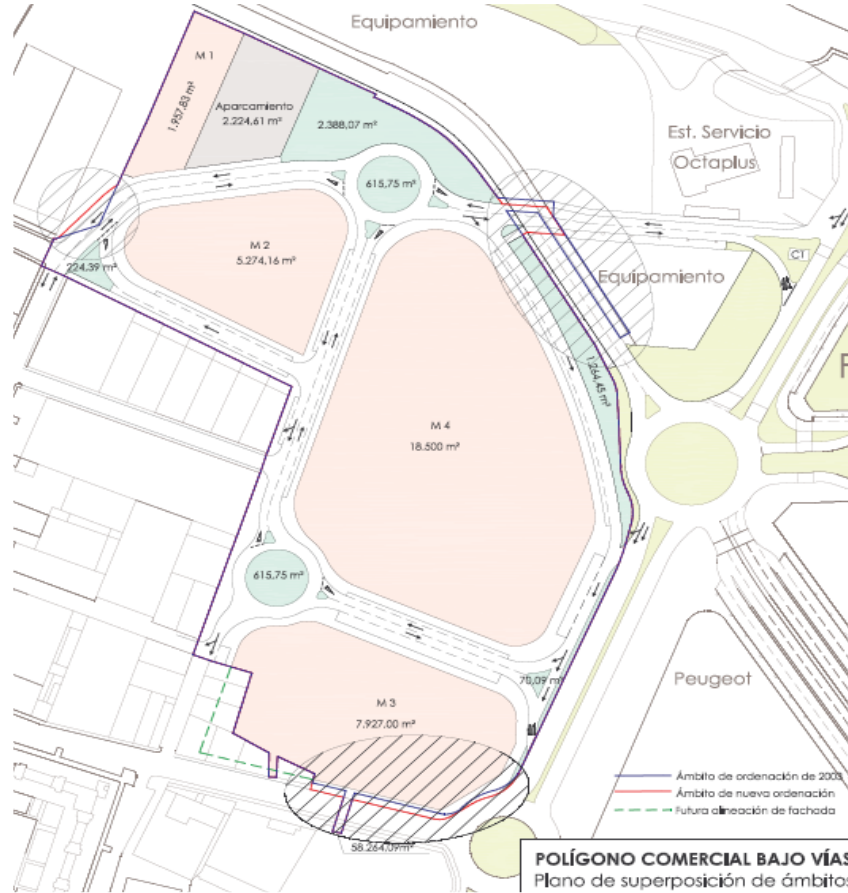 Equipamiento
M 1
1.957,83 m²
Aparcamiento
2.224,61 m²
2.388,07 m²
Est. Servicio
Octaplus
615,75 m²
M 2
5.274,16 m²
224,39 m²
CT
Equipamiento
1.264,45 m²
M 4
18.500 m²
615,75 m²
70,09 m²
Peugeot
M 3
7.927,00 m²
Ámbito de ordenación de 2003
Ámbito de nueva ordenación
Futura alineación de fachada
58.264,09m²
POLÍGONO COMERCIAL BAJO VÍAS
Plano de superposición de ámbitos